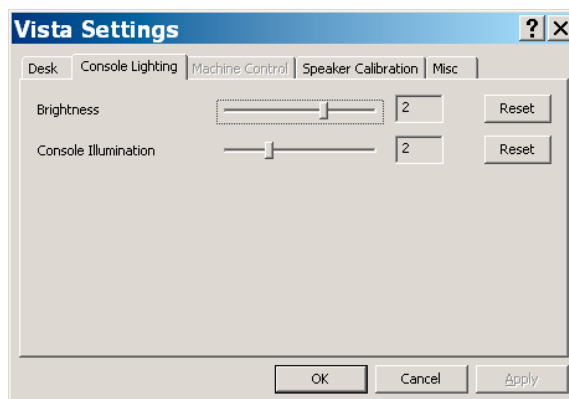 Vista Settings
Desk Console Lighting Machine Control Speaker Calibration Misc
Brightness 2 Reset
Console Illumination 2 Reset
OK Cancel Apply